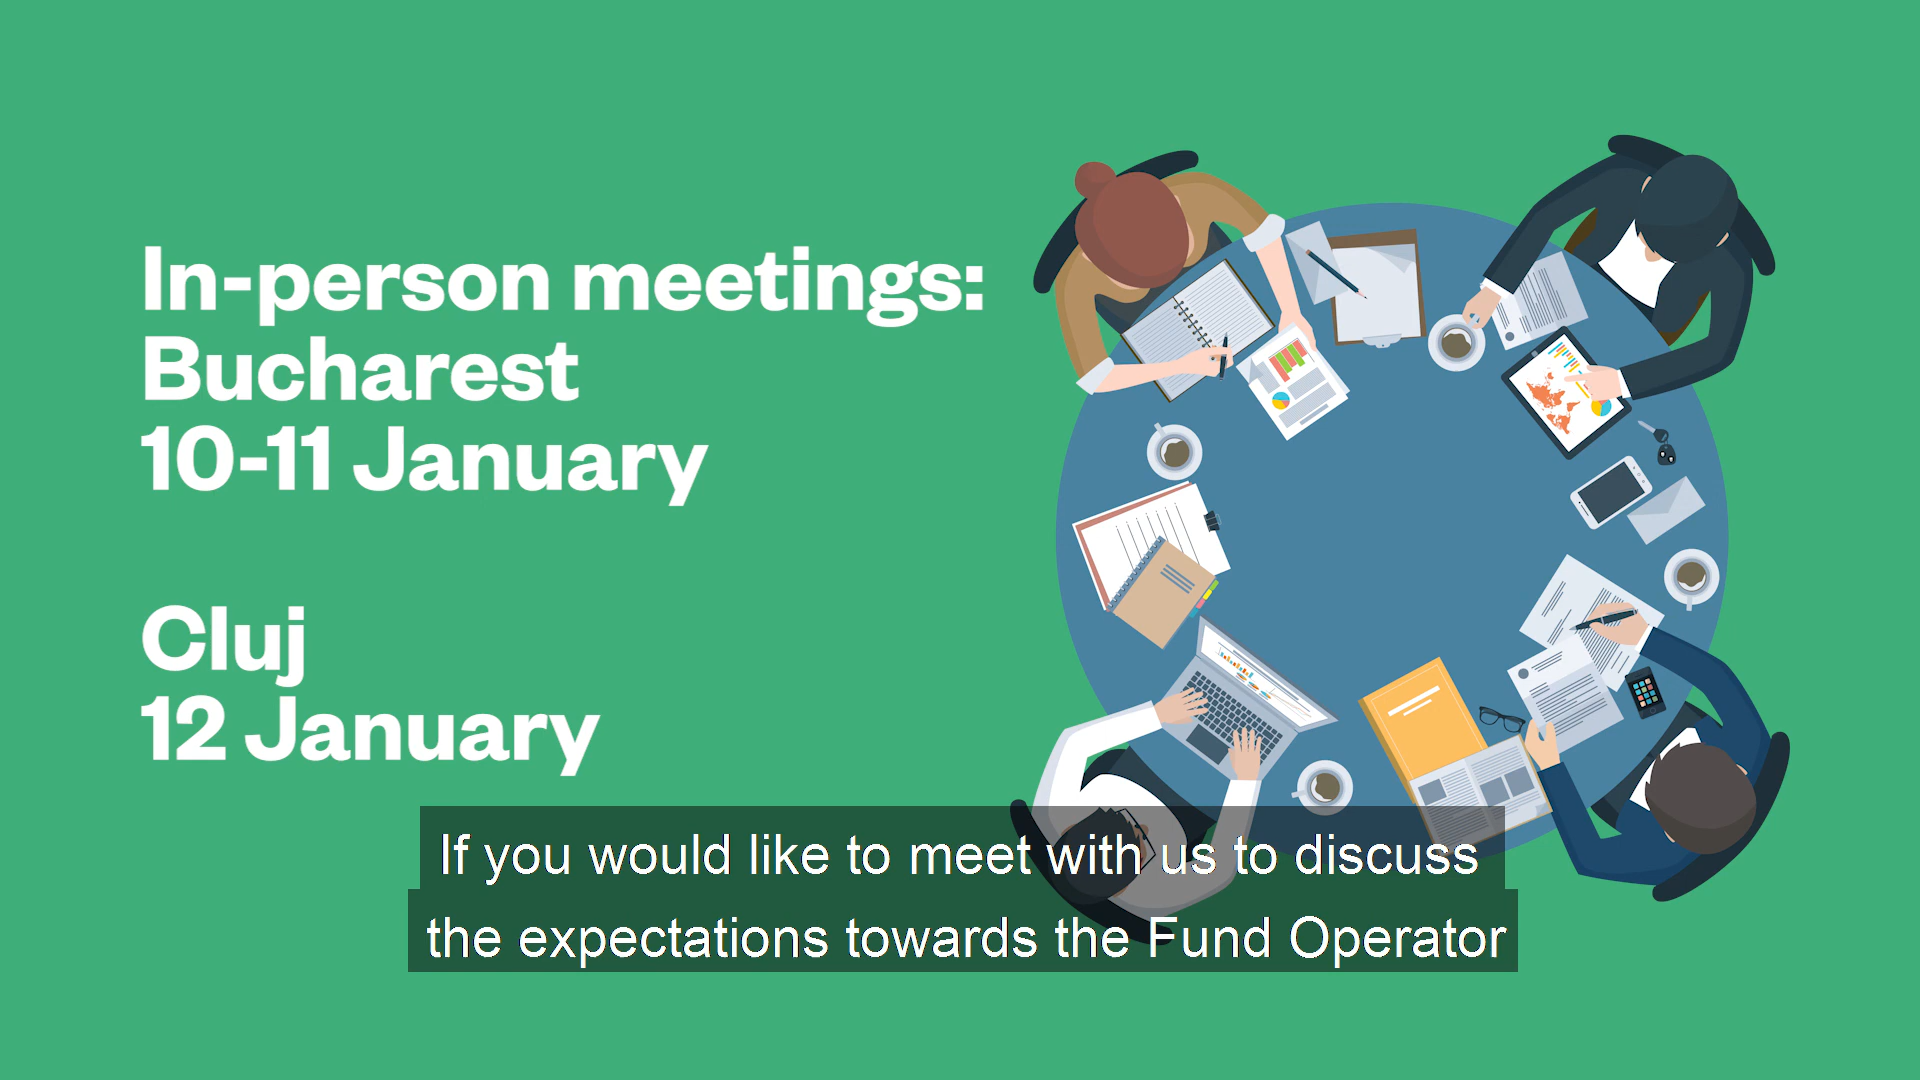 In-person meetings:
Bucharest
10-11 January
Cluj
12 January
If you would like to meet with us to discuss
the expectations towards the Fund Operator